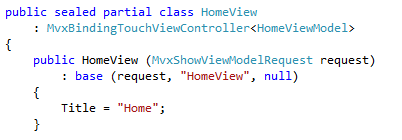 public sealed partial class HomeView
: MvxBindingTouchViewController<HomeViewModel>
{
public HomeView (MvxShowViewModelRequest request)
: base (request, "HomeView", null)
{
Title = "Home";
}